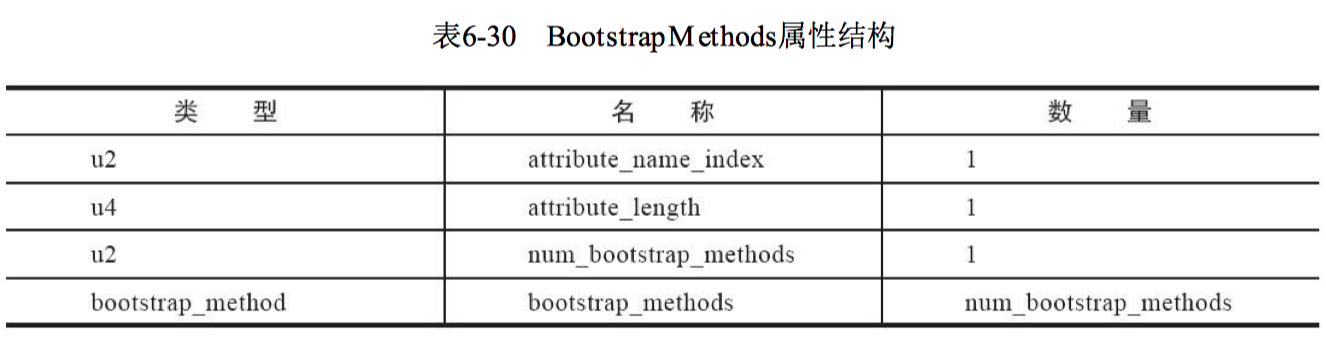 表6-30 BootstrapMethods属性结构
类 型 名 称 数 量
u2 attribute_name_index 1
u4 attribute_length 1
u2 num_bootstrap_methods 1
bootstrap_method bootstrap_methods num_bootstrap_methods